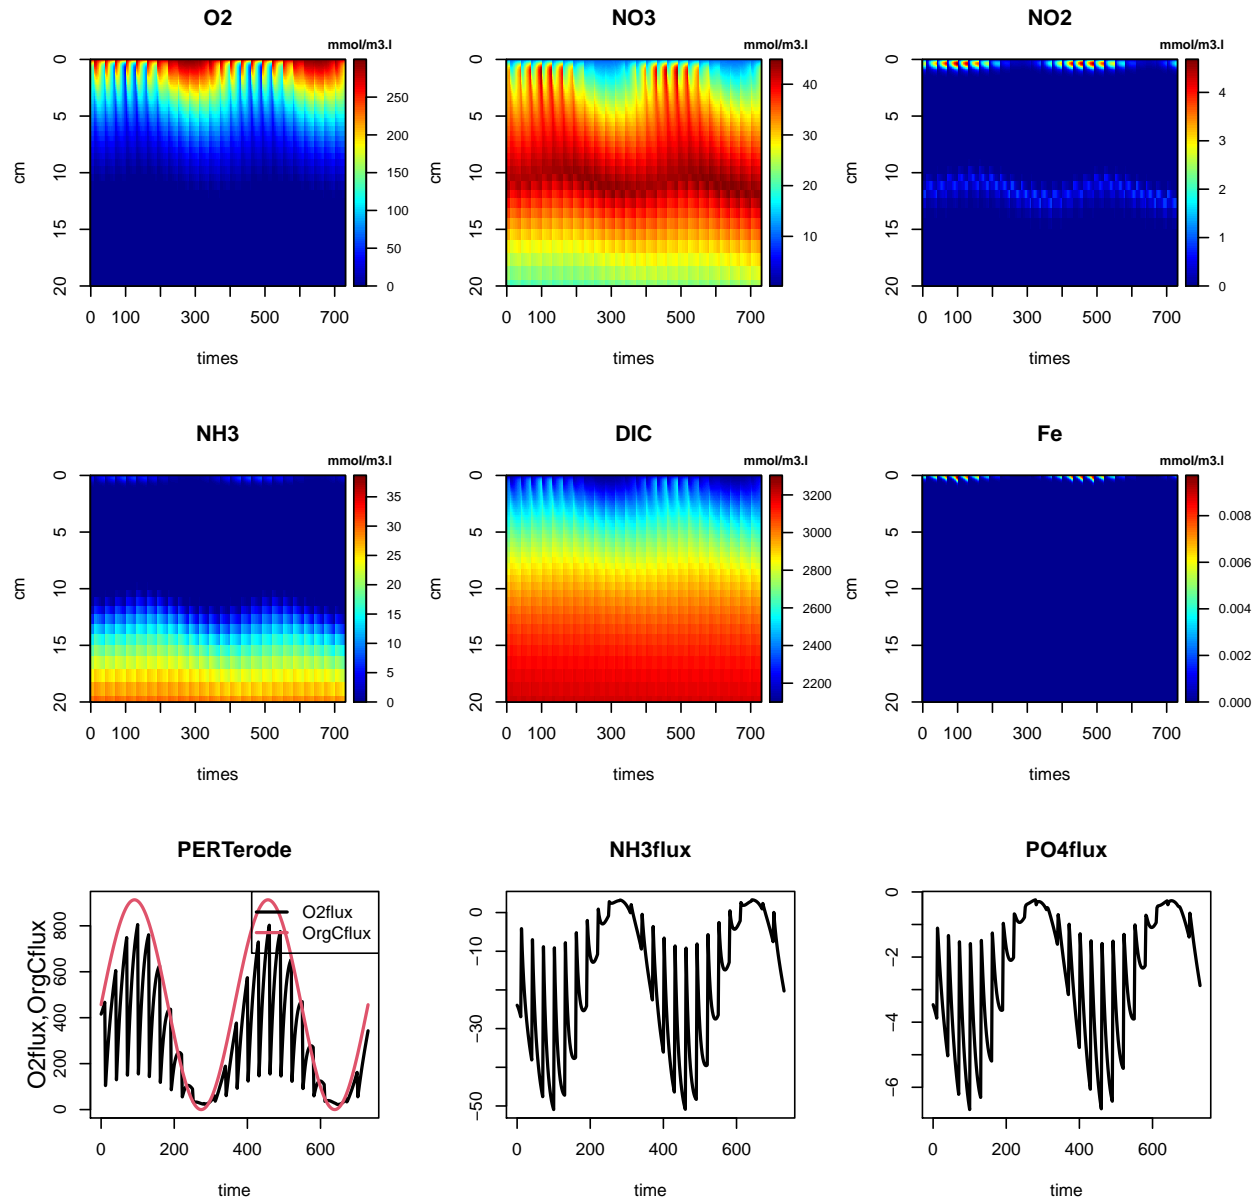 O2
NO3
NO2
mmol/m3.l
mmol/m3.l
mmol/m3.l
0
5
10
15
20
cm
0 100 300 500 700
times
0 50 100 150 200 250
cm
0
5
10
15
20
0 100 300 500 700
times
10 20 30 40
cm
0
5
10
15
20
0 100 300 500 700
times
0 1 2 3 4
NH3
DIC
Fe
mmol/m3.l
mmol/m3.l
mmol/m3.l
cm
0
5
10
15
20
0 100 300 500 700
times
0 5 10 15 20 25 30 35
cm
0
5
10
15
20
0 100 300 500 700
times
2200 2400 2600 2800 3000 3200
cm
0
5
10
15
20
0 100 300 500 700
times
0.000 0.002 0.004 0.006 0.008
PERTerode
NH3flux
PO4flux
O2flux,OrgCflux
0 200 400 600 800
O2flux
OrgCflux
0 200 400 600
time
0
−10
−30
−50
0 200 400 600
time
0
−2
−4
−6
0 200 400 600
time